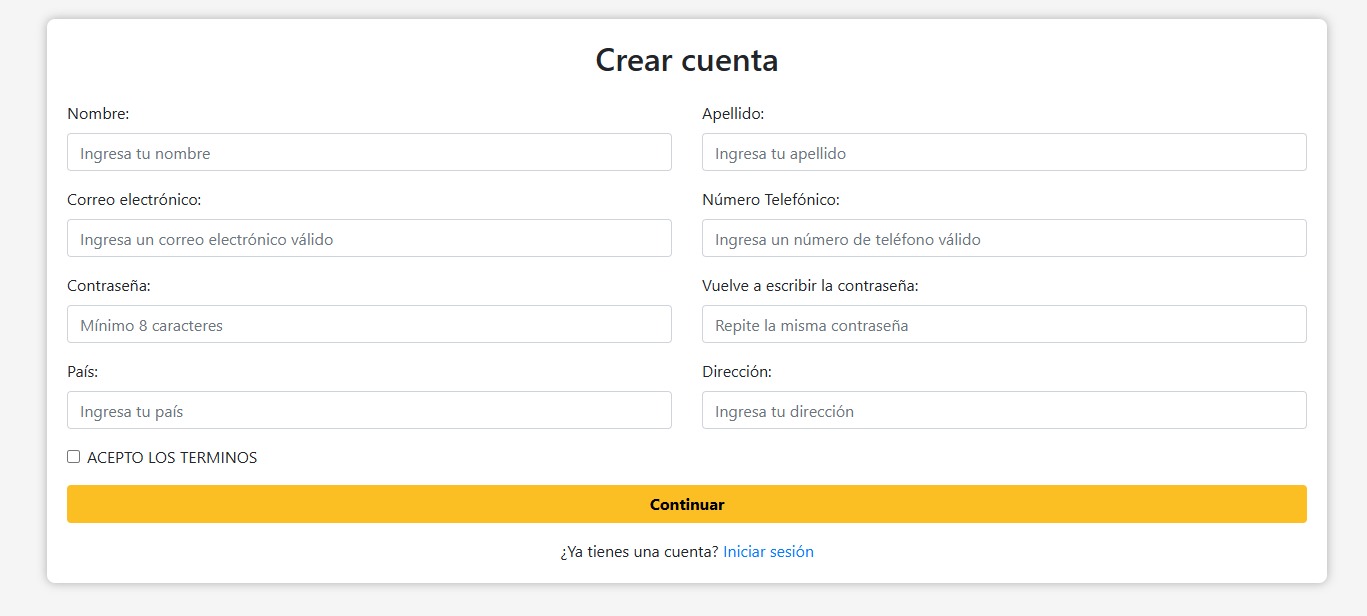 Crear cuenta
Nombre:
Apellido:
Ingresa tu nombre
Ingresa tu apellido
Correo electrónico:
Número Telefónico:
Ingresa un correo electrónico válido
Ingresa un número de teléfono válido
Contraseña:
Vuelve a escribir la contraseña:
Mínimo 8 caracteres
Repite la misma contraseña
País:
Dirección:
Ingresa tu país
Ingresa tu dirección
ACEPTO LOS TERMINOS
Continuar
¿Ya tienes una cuenta? Iniciar sesión